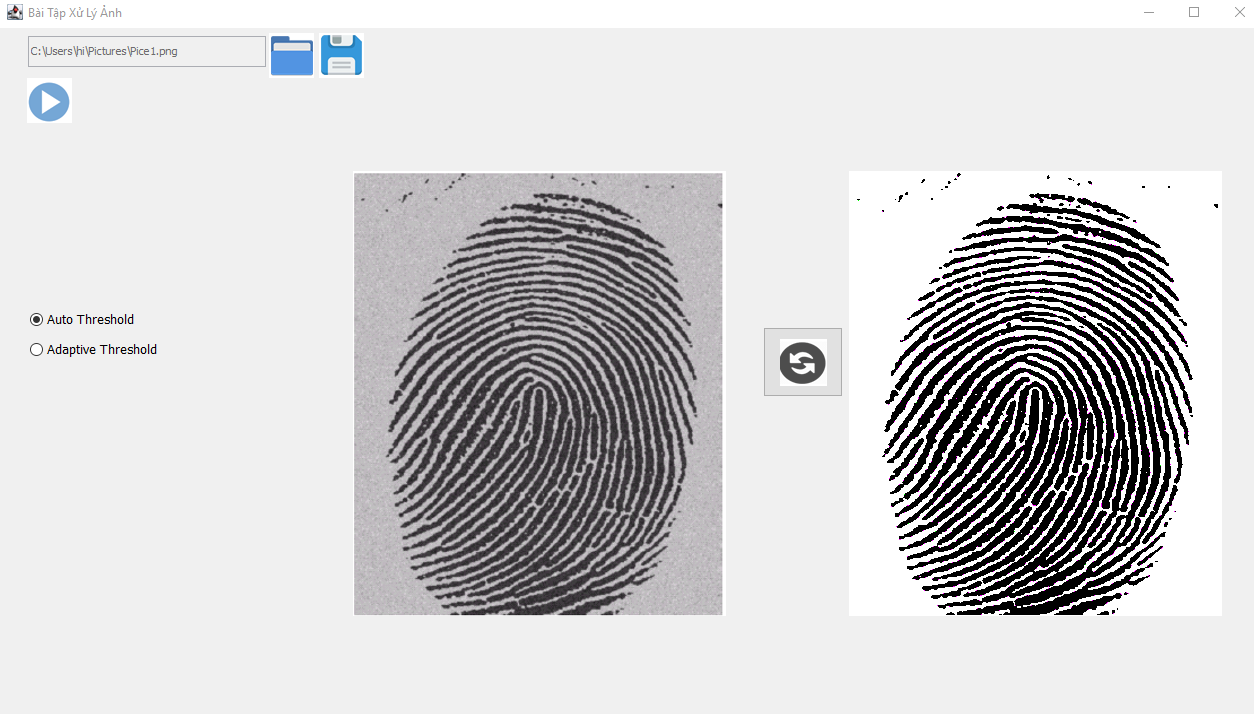 Bài Tập Xử Lý Ảnh
C:\Users\hi\Pictures\Pice1.png
Auto Threshold
Adaptive Threshold